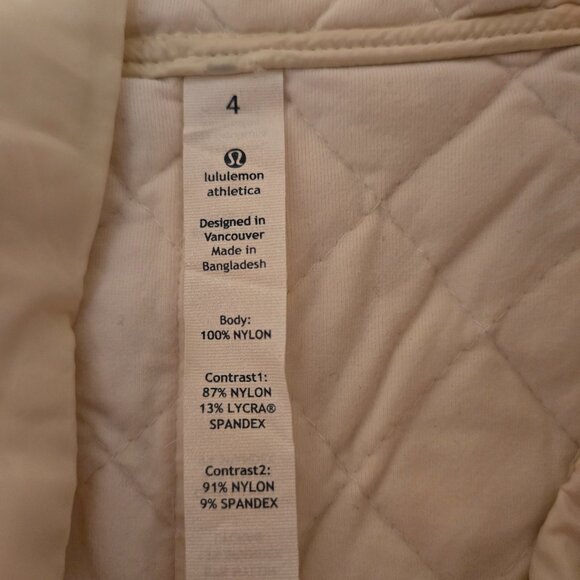 4
lululemon
athletica
Designed in
Vancouver
Made in
Bangladesh
Body:
100% NYLON
Contrast1:
87% NYLON
13% LYCRA®
SPANDEX
Contrast2:
91% NYLON
9% SPANDEX